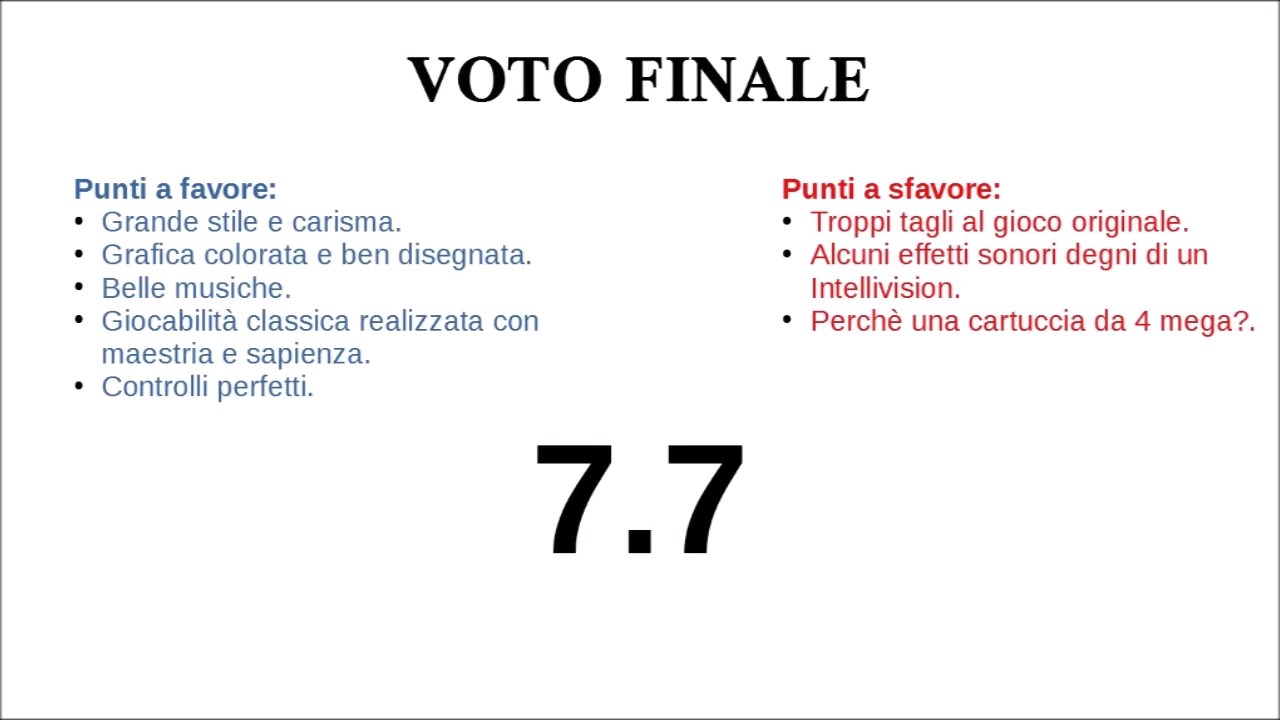 VOTO FINALE
Punti a favore:
• Grande stile e carisma.
• Grafica colorata e ben disegnata.
• Belle musiche.
• Giocabilità classica realizzata con
maestria e sapienza.
• Controlli perfetti.
Punti a sfavore:
• Troppi tagli al gioco originale.
• Alcuni effetti sonori degni di un
Intellivision.
• Perchè una cartuccia da 4 mega?.
7.7